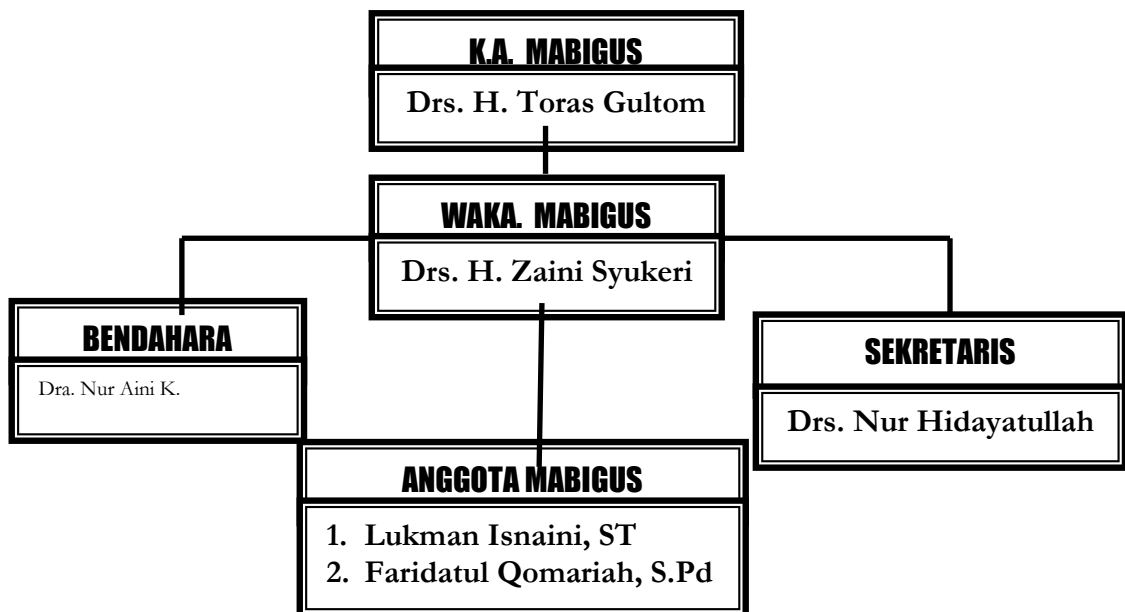 K.A. MABIGUS
Drs. H. Toras Gultom
WAKA. MABIGUS
Drs. H. Zaini Syukeri
BENDAHARA
Dra. Nur Aini K.
SEKRETARIS
Drs. Nur Hidayatullah
ANGGOTA MABIGUS
1. Lukman Isnaini, ST
2. Faridatul Qomariah, S.Pd